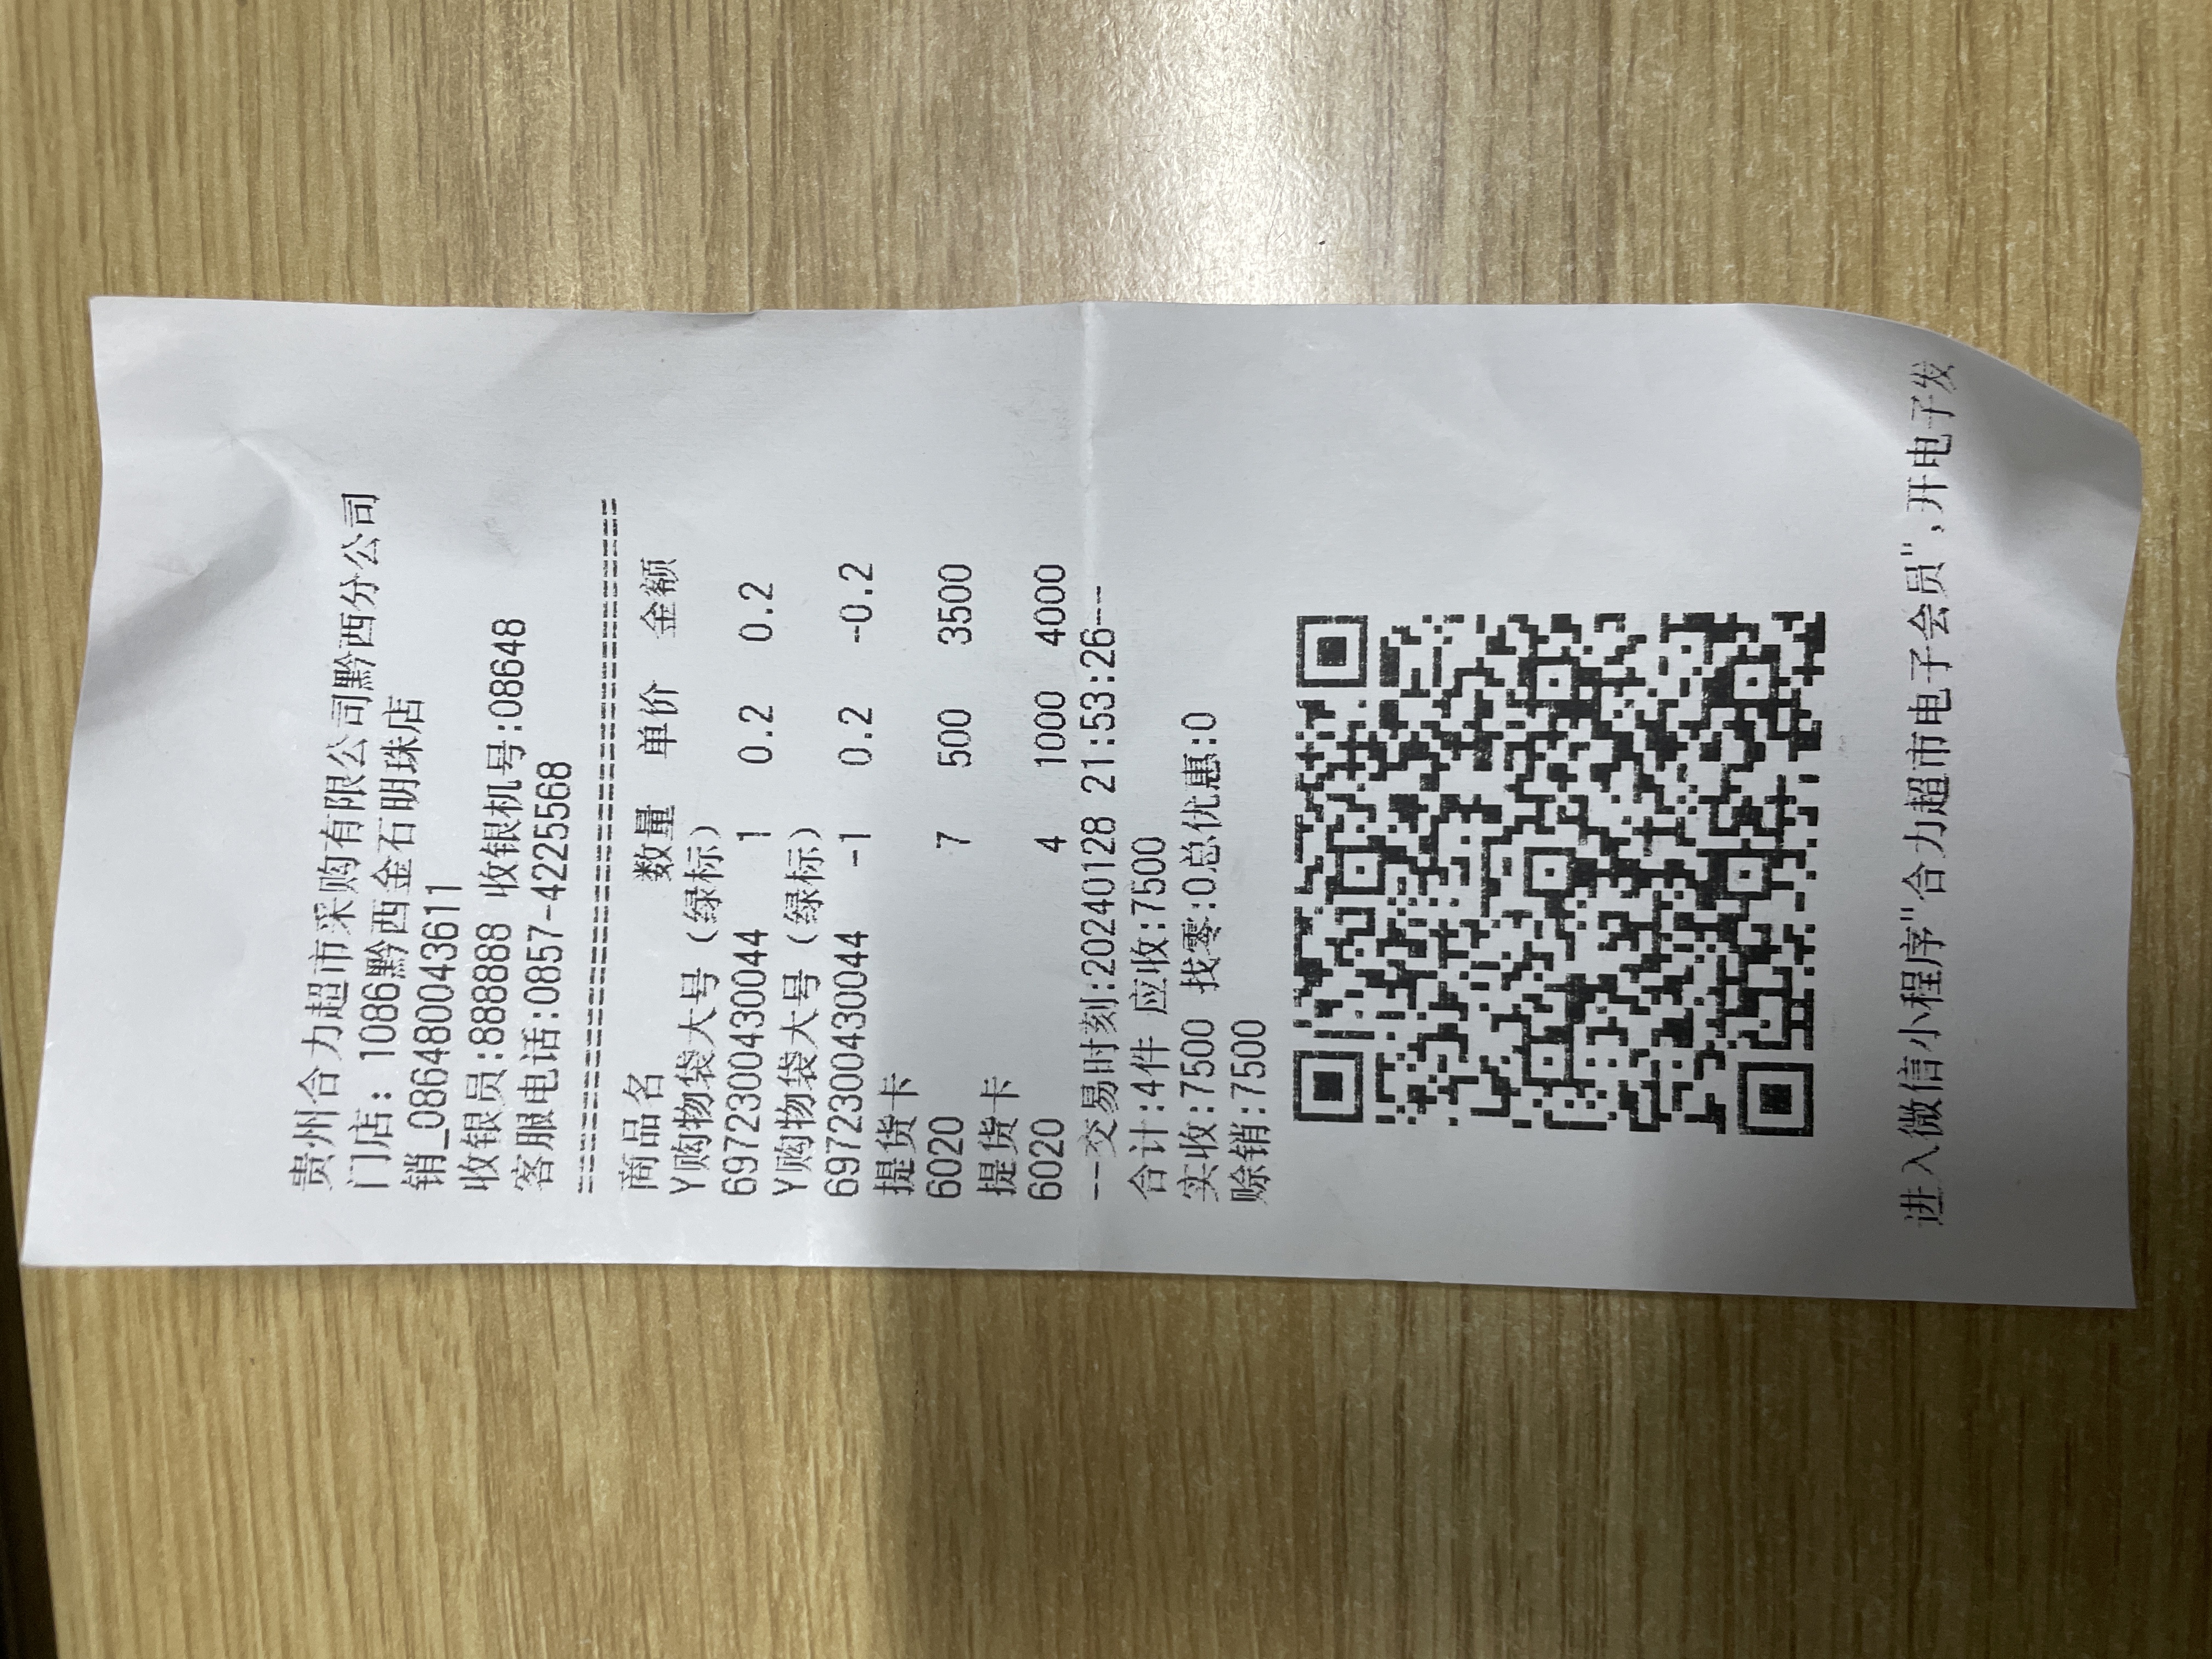 贵州合力超市采购有限公司黔西分公司
门店: 1086黔西金石明珠店
销_0864800043611
收银员:888888 收银机号:08648
客服电话:0857-4225568
================================
商品名 数量 单价 金额
Y购物袋大号(绿标)
6972300430044 1 0.2 0.2
Y购物袋大号(绿标)
6972300430044 -1 0.2 -0.2
提货卡
6020 7 500 3500
提货卡
6020 4 1000 4000
--交易时刻:20240128 21:53:26--
合计:4件 应收:7500
实收:7500 找零:0总优惠:0
赊销:7500
进入微信小程序"合力超市电子会员",开电子发